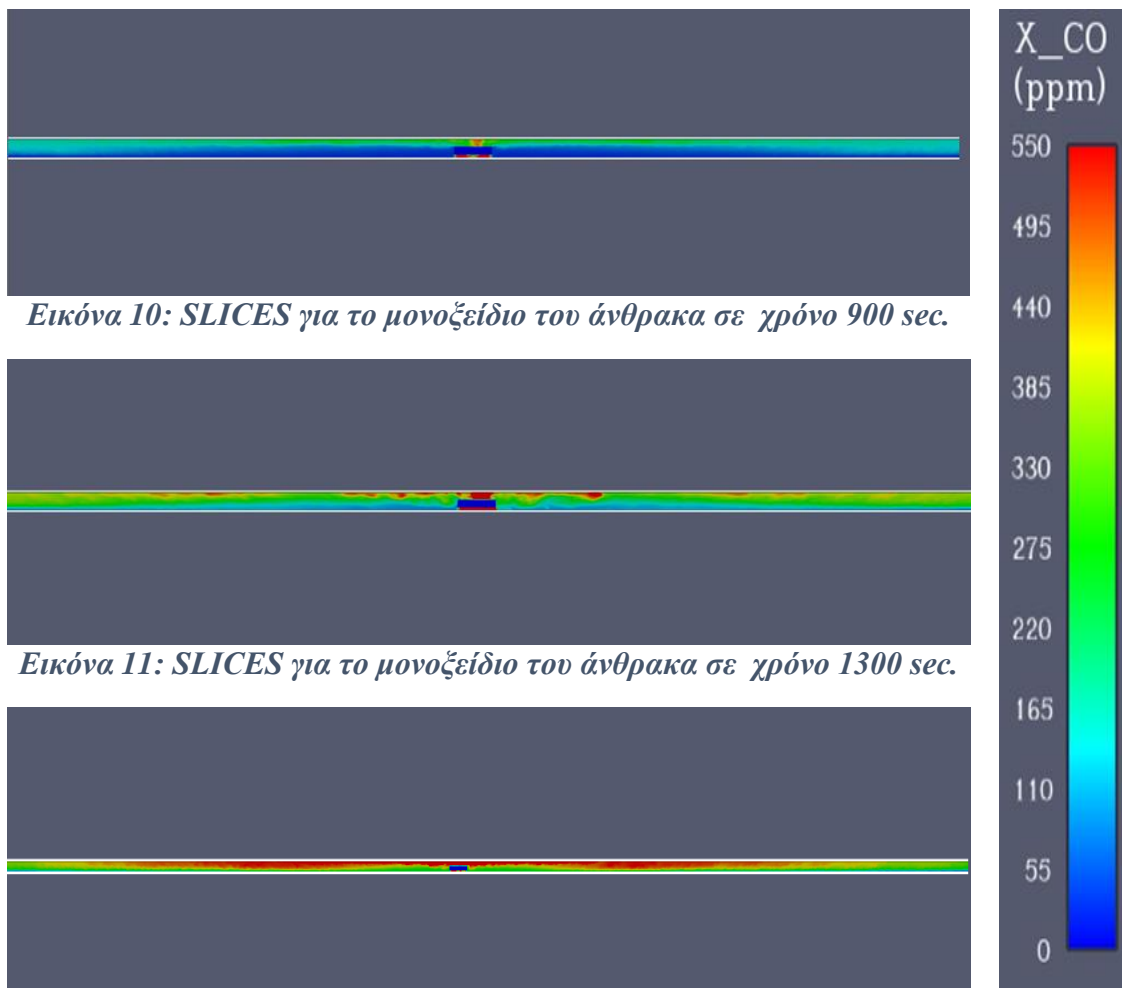 Εικόνα 10: SLICES για το μονοξείδιο του άνθρακα σε χρόνο 900 sec.
Εικόνα 11: SLICES για το μονοξείδιο του άνθρακα σε χρόνο 1300 sec.
X_CO
(ppm)
550
495
440
385
330
275
220
165
110
55
0